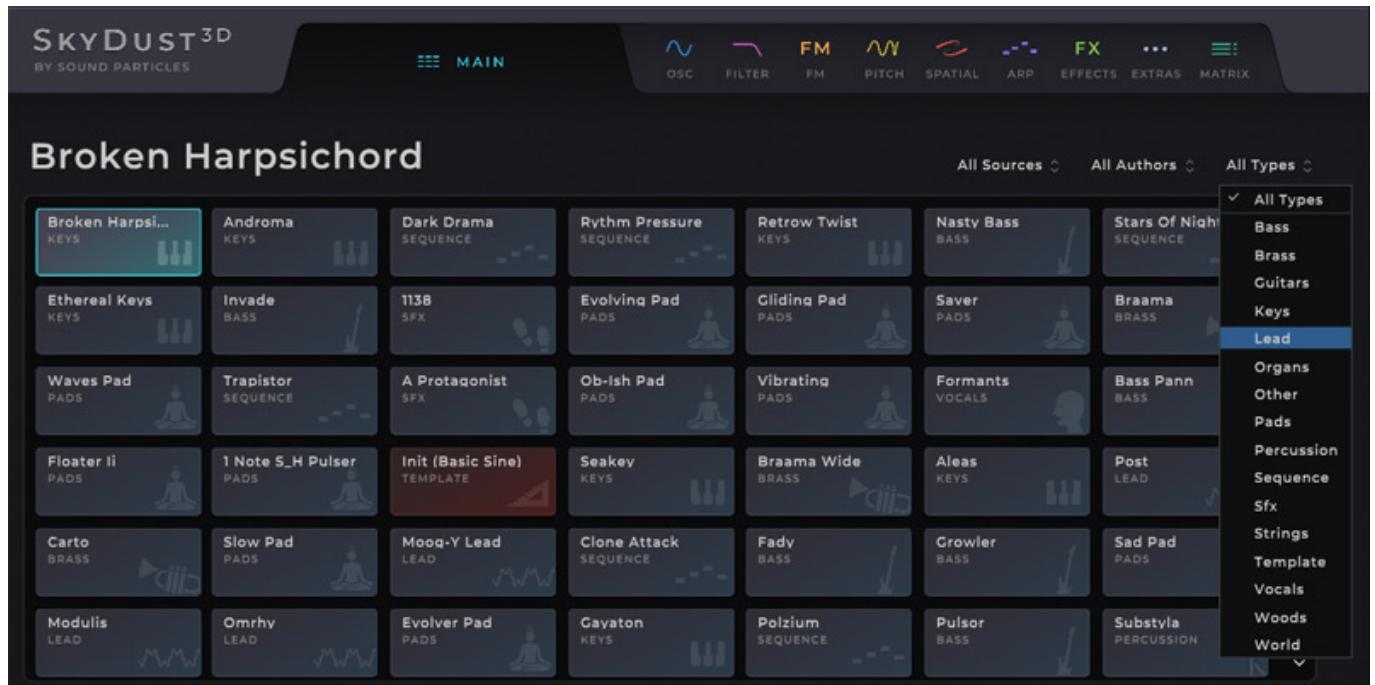 SKYDUST 3D
BY SOUND PARTICLES
MAIN
OSC FILTER FM FM PITCH SPATIAL ARP FX EFFECTS EXTRAS MATRIX
Broken Harpsichord
All Sources All Authors All Types
Broken Harpsi... Androma Dark Drama Rythm Pressure Retrow Twist Nasty Bass Stars Of Nigh
KEYS KEYS SEQUENCE SEQUENCE KEYS BASS SEQUENCE
Ethereal Keys Invade 1138 Evolving Pad Gliding Pad Saver Braama
KEYS BASS SFX PADS PADS PADS BRASS
Waves Pad Trapistor A Protagonist Ob-Ish Pad Vibrating Formants Bass Pann
PADS SEQUENCE SFX PADS PADS VOCALS BASS
Floater Ii 1 Note S_H Pulser Init (Basic Sine) Seakey Braama Wide Aleas Post
PADS PADS TEMPLATE KEYS BRASS KEYS LEAD
Carto Slow Pad Moog-Y Lead Clone Attack Fady Growler Sad Pad
BRASS PADS LEAD SEQUENCE BASS BASS PADS
Modulis Omrhy Evolver Pad Gayaton Polzium Pulsor Substyla
LEAD LEAD PADS KEYS SEQUENCE BASS PERCUSSION
All Types
Bass
Brass
Guitars
Keys
Lead
Organs
Other
Pads
Percussion
Sequence
Sfx
Strings
Template
Vocals
Woods
World